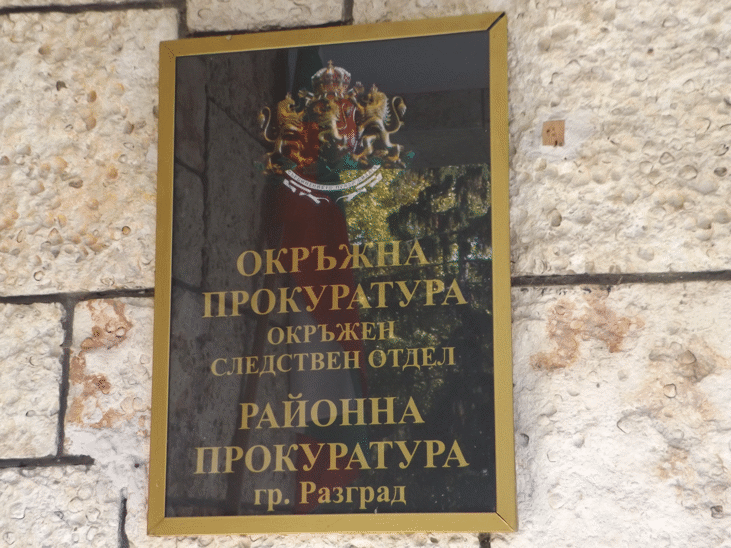 ОКРЪЖНА
ПРОКУРАТУРА
ОКРЪЖЕН
СЛЕДСТВЕН ОТДЕЛ
РАЙОННА
ПРОКУРАТУРА
гр. Разград